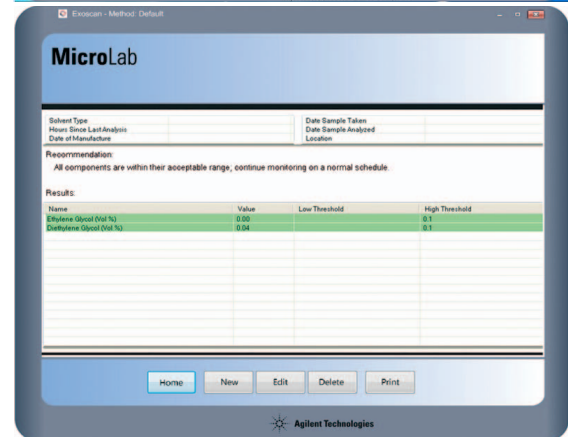 Exoscan - Method: Default
MicroLab
Solvent Type
Date Sample Taken
Hours Since Last Analysis
Date Sample Analyzed
Date of Manufacture
Location
Recommendation:
All components are within their acceptable range, continue monitoring on a normal schedule.
Results:
Name Value Low Threshold High Threshold
Ethylene Glycol (Vol %) 0.00 0.1
Diethylene Glycol (Vol %) 0.04 0.1
Home New Edit Delete Print
Agilent Technologies